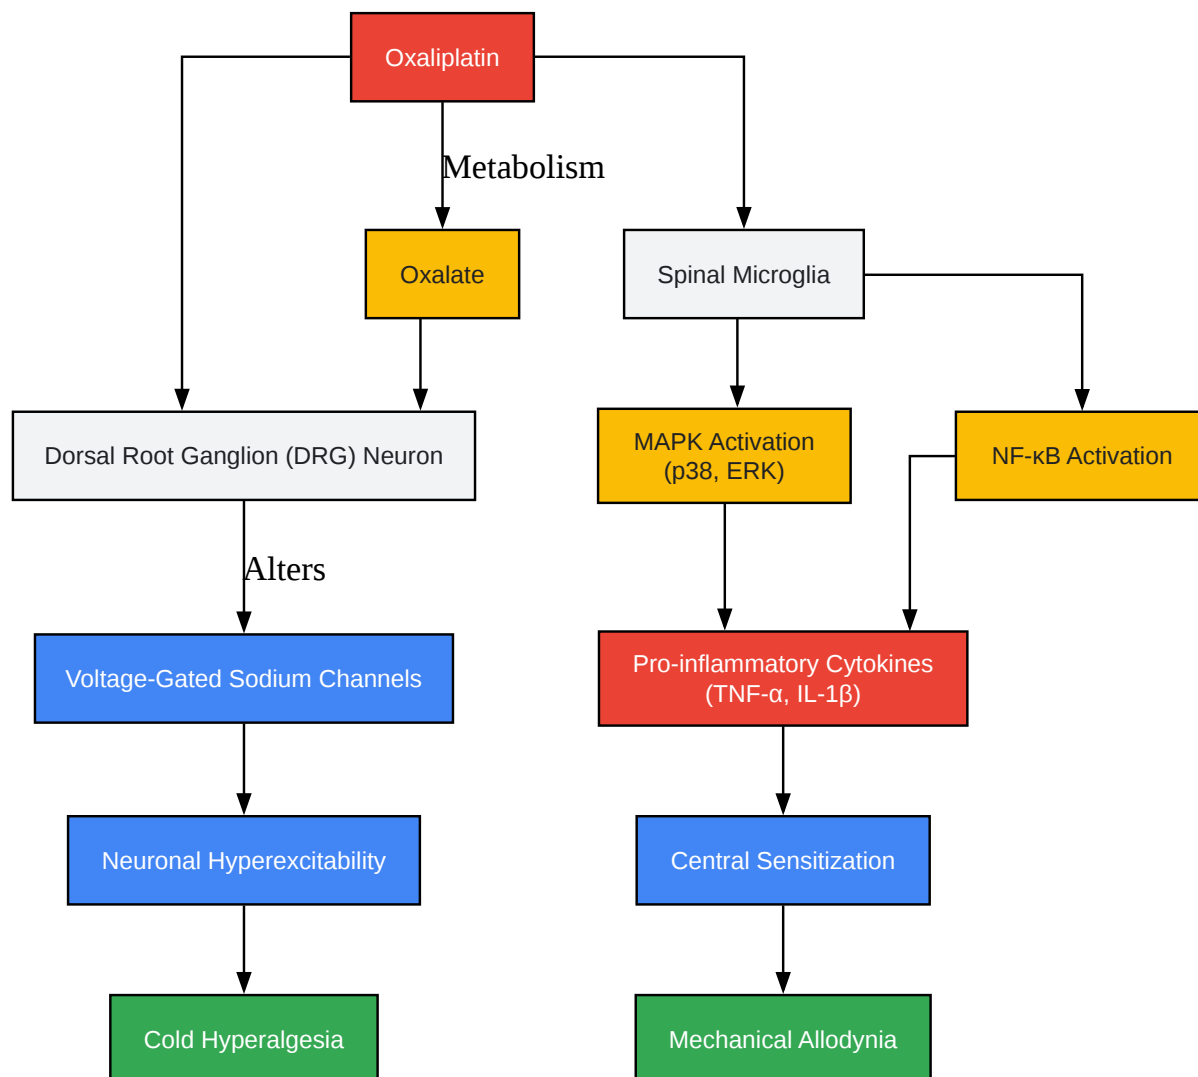 Oxaliplatin
Metabolism
Oxalate
Spinal Microglia
Dorsal Root Ganglion (DRG) Neuron
MAPK Activation
(p38, ERK)
NF-κB Activation
Alters
Voltage-Gated Sodium Channels
Pro-inflammatory Cytokines
(TNF-α, IL-1β)
Neuronal Hyperexcitability
Central Sensitization
Cold Hyperalgesia
Mechanical Allodynia